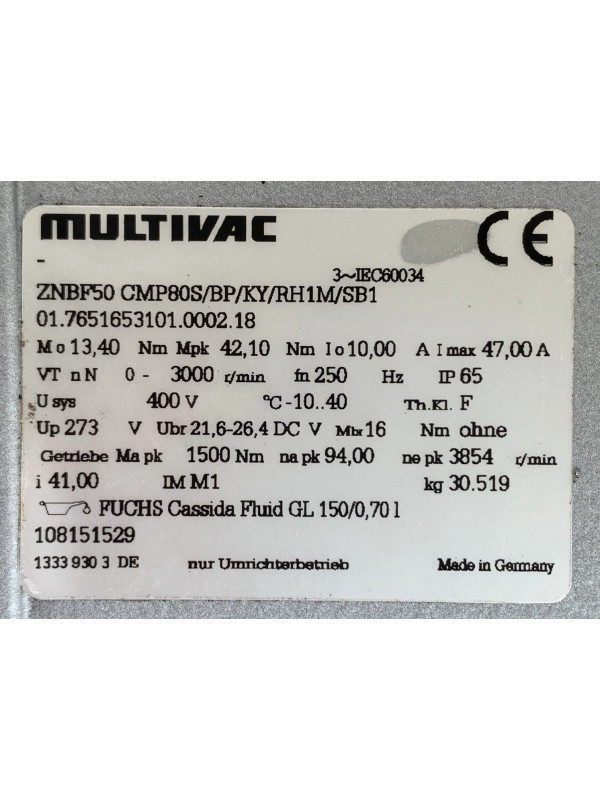 MULTIVAC
CE
-
3~IEC60034
ZNBF50 CMP80S/BP/KY/RH1M/SB1
01.7651653101.0002.18
Mo 13,40 Nm Mpk 42,10 Nm Io 10,00 A I max 47,00 A
VT nN 0 - 3000 r/min fn 250 Hz IP 65
U sys 400 V °C -10..40 Th.Kl. F
Up 273 V Ubr 21,6-26,4 DC V Mbr 16 Nm ohne
Getriebe Ma pk 1500 Nm na pk 94,00 ne pk 3854 r/min
i 41,00 IM M1 kg 30.519
FUCHS Cassida Fluid GL 150/0,70 l
108151529
1333 930 3 DE nur Umrichterbetrieb Made in Germany